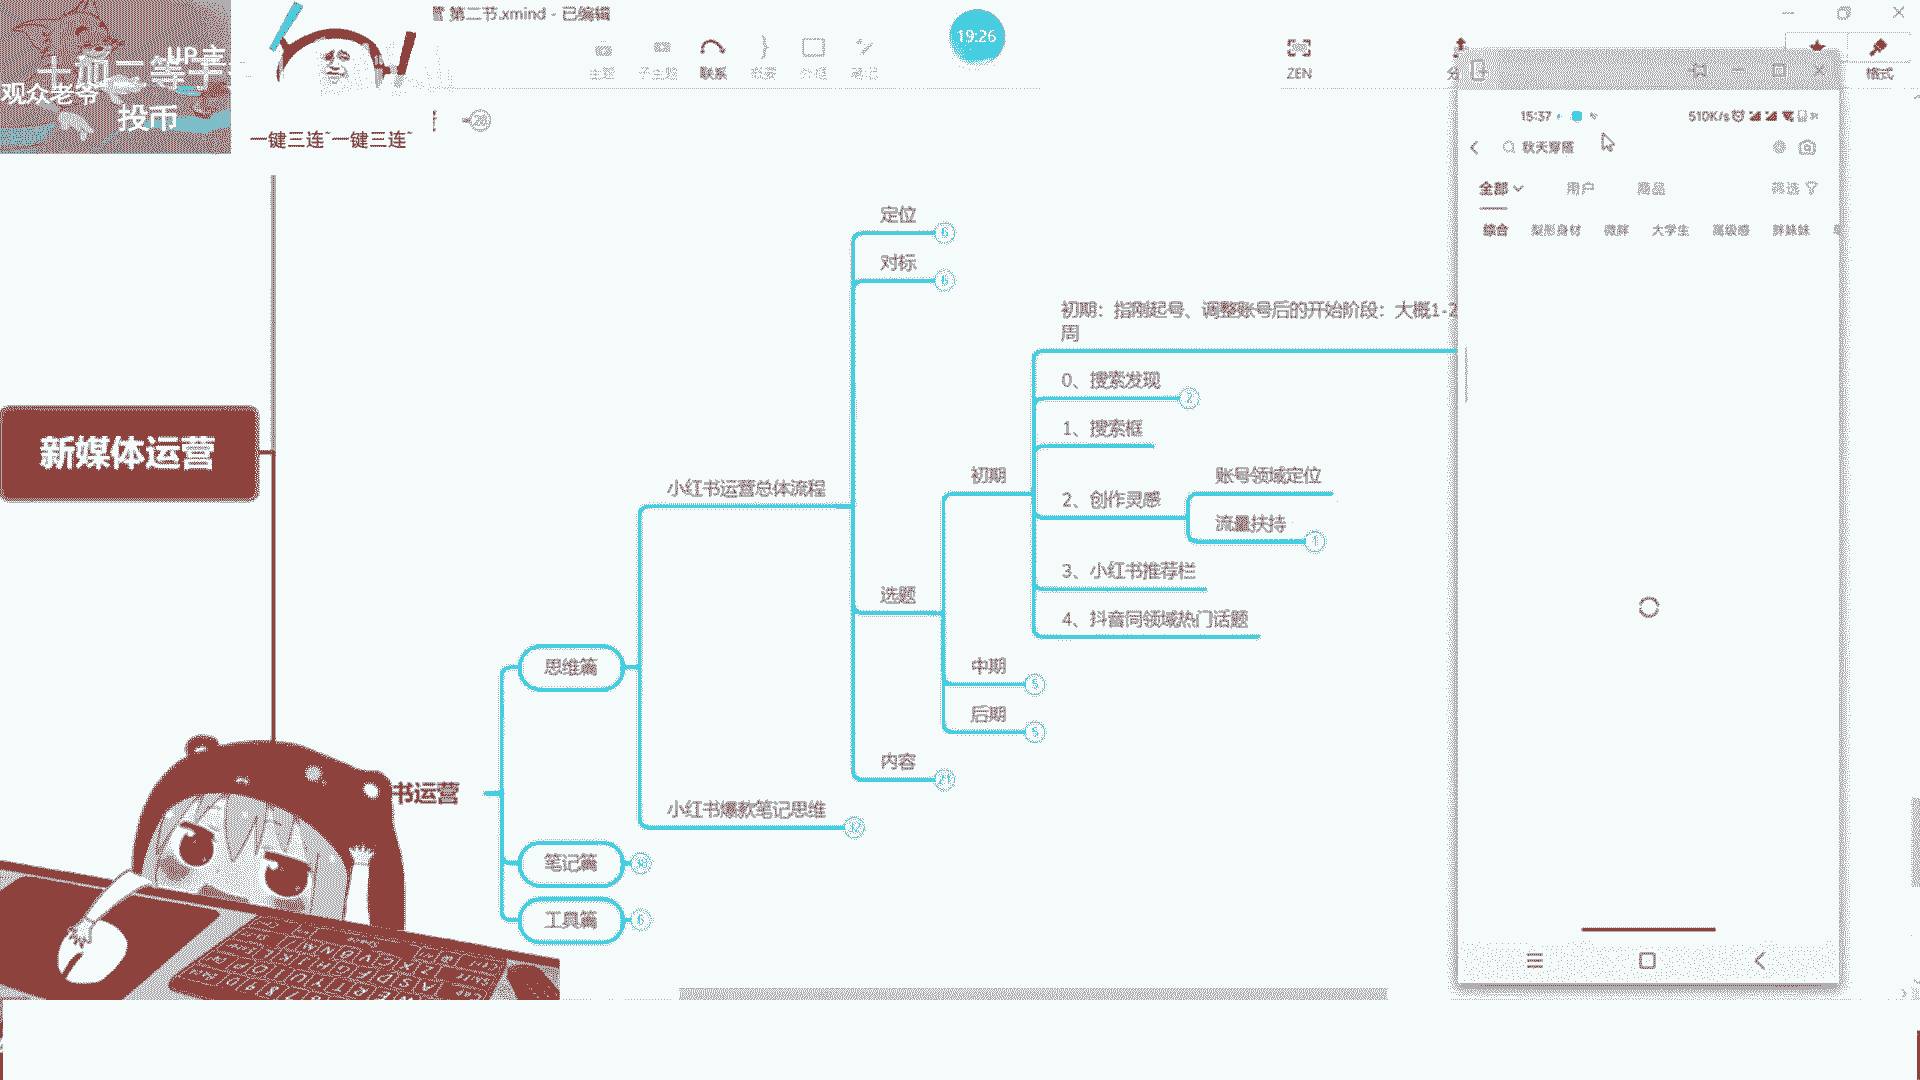 第二节.xmind - 已编辑
19:26
主题
子主题
联系
概要
外框
笔记
ZEN
分
格式
UP主
观众老爷
投币
一键三连~一键三连~
28
新媒体运营
书运营
思维篇
笔记篇
38
工具篇
6
小红书运营总体流程
小红书爆款笔记思维
32
定位
6
对标
6
选题
内容
21
初期
中期
5
后期
5
初期:指刚起号、调整账号后的开始阶段:大概1-2
周
0、搜索发现
2
1、搜索框
2、创作灵感
账号领域定位
流量扶持
1
3、小红书推荐栏
4、抖音同领域热门话题
15:37
510K/s
秋天穿搭
全部
用户
商品
筛选
综合
梨形身材
微胖
大学生
高级感
胖妹妹